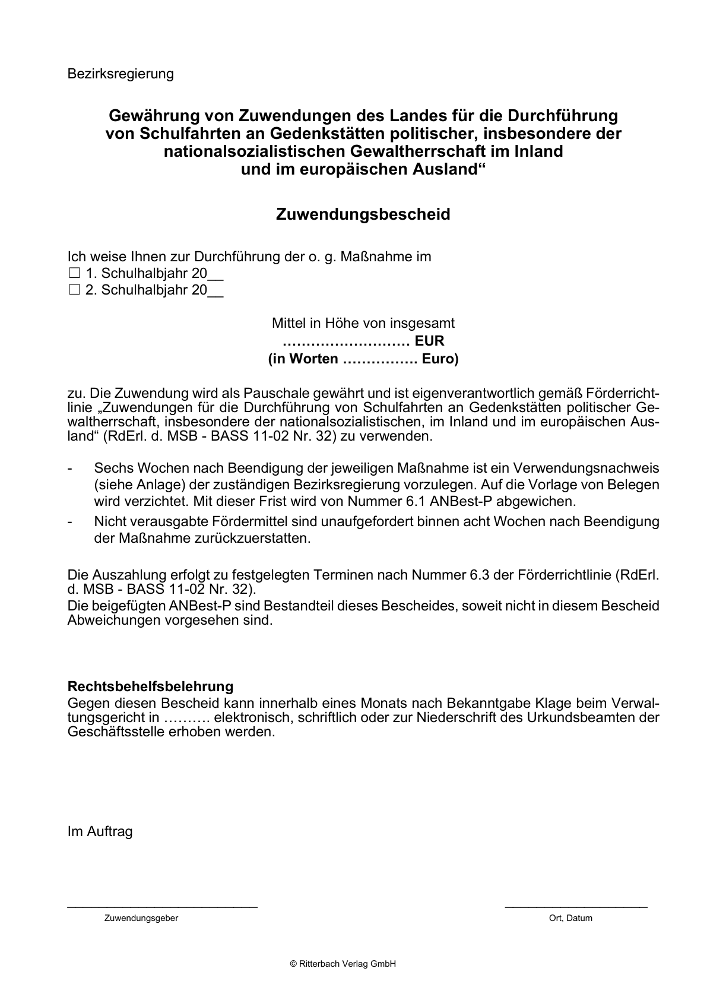 Bezirksregierung
Gewährung von Zuwendungen des Landes für die Durchführung
von Schulfahrten an Gedenkstätten politischer, insbesondere der
nationalsozialistischen Gewaltherrschaft im Inland
und im europäischen Ausland“
Zuwendungsbescheid
Ich weise Ihnen zur Durchführung der o. g. Maßnahme im
☐ 1. Schulhalbjahr 20__
☐ 2. Schulhalbjahr 20__
Mittel in Höhe von insgesamt
……………………… EUR
(in Worten ……………. Euro)
zu. Die Zuwendung wird als Pauschale gewährt und ist eigenverantwortlich gemäß Förderricht-
linie „Zuwendungen für die Durchführung von Schulfahrten an Gedenkstätten politischer Ge-
waltherrschaft, insbesondere der nationalsozialistischen, im Inland und im europäischen Aus-
land“ (RdErl. d. MSB - BASS 11-02 Nr. 32) zu verwenden.
- Sechs Wochen nach Beendigung der jeweiligen Maßnahme ist ein Verwendungsnachweis
(siehe Anlage) der zuständigen Bezirksregierung vorzulegen. Auf die Vorlage von Belegen
wird verzichtet. Mit dieser Frist wird von Nummer 6.1 ANBest-P abgewichen.
- Nicht verausgabte Fördermittel sind unaufgefordert binnen acht Wochen nach Beendigung
der Maßnahme zurückzuerstatten.
Die Auszahlung erfolgt zu festgelegten Terminen nach Nummer 6.3 der Förderrichtlinie (RdErl.
d. MSB - BASS 11-02 Nr. 32).
Die beigefügten ANBest-P sind Bestandteil dieses Bescheides, soweit nicht in diesem Bescheid
Abweichungen vorgesehen sind.
Rechtsbehelfsbelehrung
Gegen diesen Bescheid kann innerhalb eines Monats nach Bekanntgabe Klage beim Verwal-
tungsgericht in ………. elektronisch, schriftlich oder zur Niederschrift des Urkundsbeamten der
Geschäftsstelle erhoben werden.
Im Auftrag
________________________ __________________
Zuwendungsgeber Ort, Datum
© Ritterbach Verlag GmbH